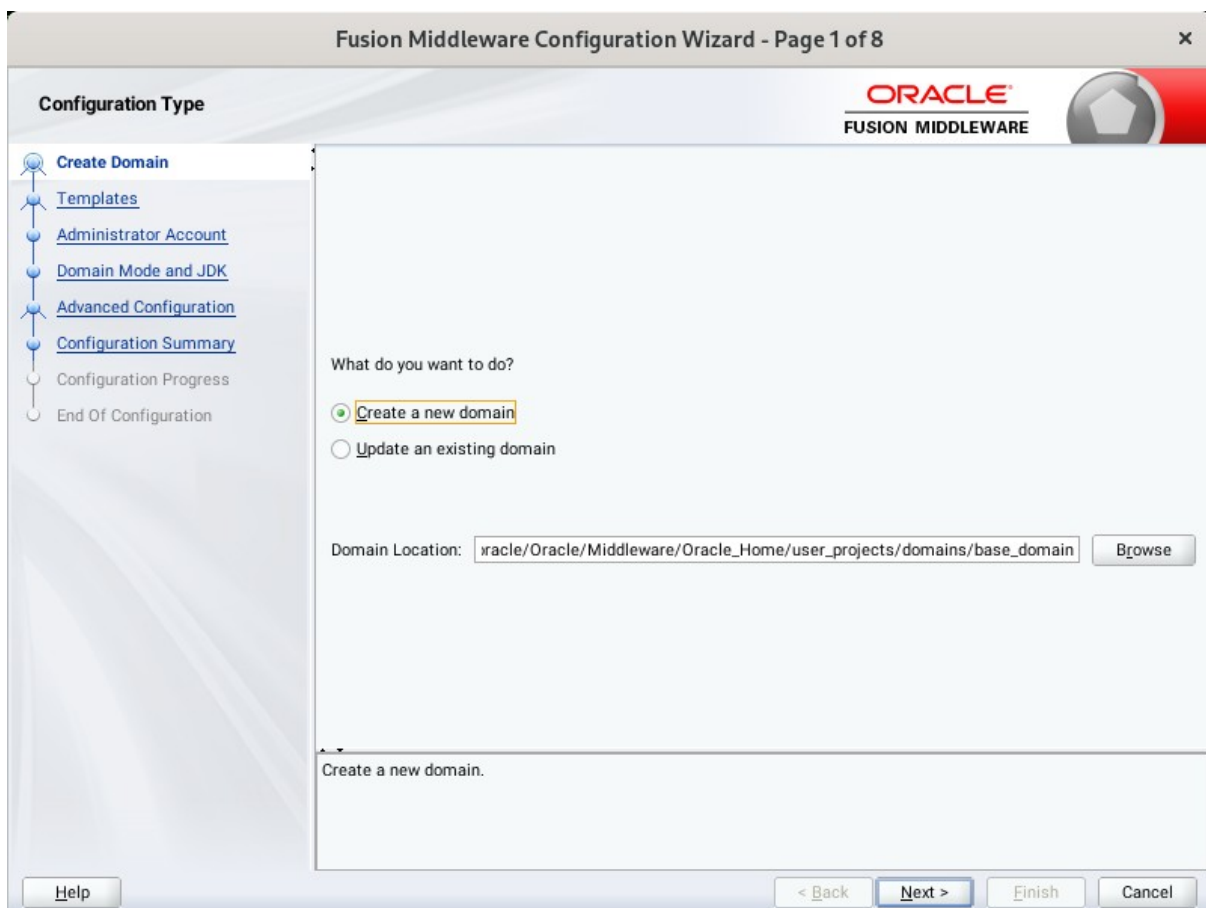 Fusion Middleware Configuration Wizard - Page 1 of 8
Configuration Type
ORACLE
FUSION MIDDLEWARE
Create Domain
Templates
Administrator Account
Domain Mode and JDK
Advanced Configuration
Configuration Summary
Configuration Progress
End Of Configuration
What do you want to do?
Create a new domain
Update an existing domain
Domain Location: racle/Oracle/Middleware/Oracle_Home/user_projects/domains/base_domain Browse
Create a new domain.
Help < Back Next > Finish Cancel